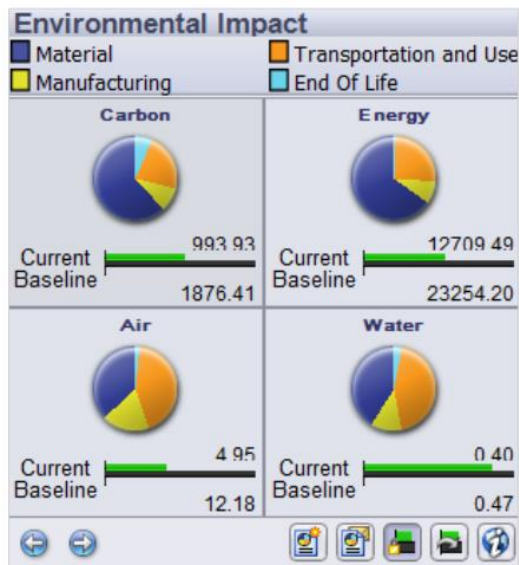 Environmental Impact
Material
Transportation and Use
Manufacturing
End Of Life
Carbon
Energy
Current
993.93
Baseline
1876.41
Current
12709.49
Baseline
23254.20
Air
Water
Current
4.95
Baseline
12.18
Current
0.40
Baseline
0.47